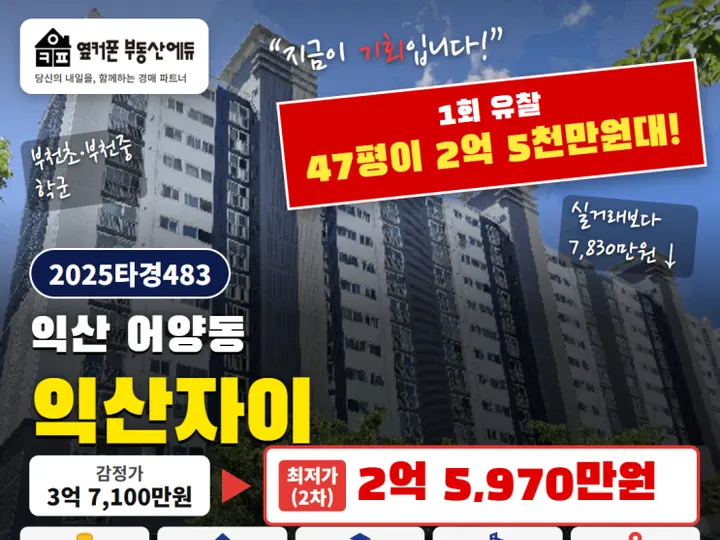 옆커폰 부동산에듀
당신의 내일을, 함께하는 경매 파트너
“지금이 기회입니다!”
1회 유찰
47평이 2억 5천만원대!
부천초·부천중
학군
실거래보다
7,830만원 ↓
2025타경483
익산 어양동
익산자이
감정가
3억 7,100만원
최저가
(2차)
2억 5,970만원